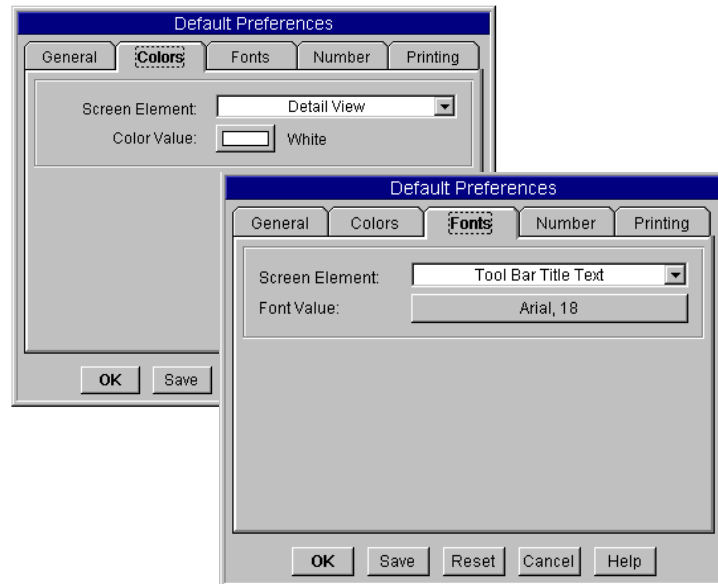 Default Preferences
General Colors Fonts Number Printing
Screen Element: Detail View
Color Value: White
OK Save
Default Preferences
General Colors Fonts Number Printing
Screen Element: Tool Bar Title Text
Font Value: Arial, 18
OK Save Reset Cancel Help